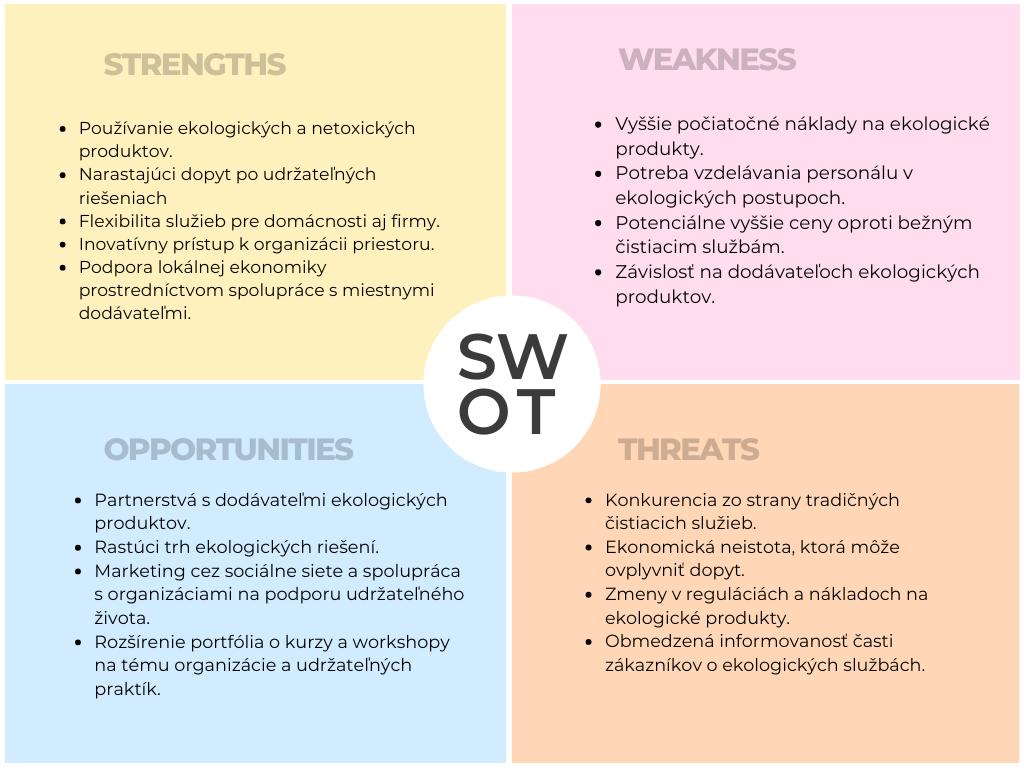 STRENGTHS
• Používanie ekologických a netoxických
produktov.
• Narastajúci dopyt po udržateľných
riešeniach
• Flexibilita služieb pre domácnosti aj firmy.
• Inovatívny prístup k organizácii priestoru.
• Podpora lokálnej ekonomiky
prostredníctvom spolupráce s miestnymi
dodávateľmi.
WEAKNESS
• Vyššie počiatočné náklady na ekologické
produkty.
• Potreba vzdelávania personálu v
ekologických postupoch.
• Potenciálne vyššie ceny oproti bežným
čistiacim službám.
• Závislosť na dodávateľoch ekologických
produktov.
SW
OT
OPPORTUNITIES
• Partnerstvá s dodávateľmi ekologických
produktov.
• Rastúci trh ekologických riešení.
• Marketing cez sociálne siete a spolupráca
s organizáciami na podporu udržateľného
života.
• Rozšírenie portfólia o kurzy a workshopy
na tému organizácie a udržateľných
praktík.
THREATS
• Konkurencia zo strany tradičných
čistiacich služieb.
• Ekonomická neistota, ktorá môže
ovplyvniť dopyt.
• Zmeny v reguláciách a nákladoch na
ekologické produkty.
• Obmedzená informovanosť časti
zákazníkov o ekologických službách.